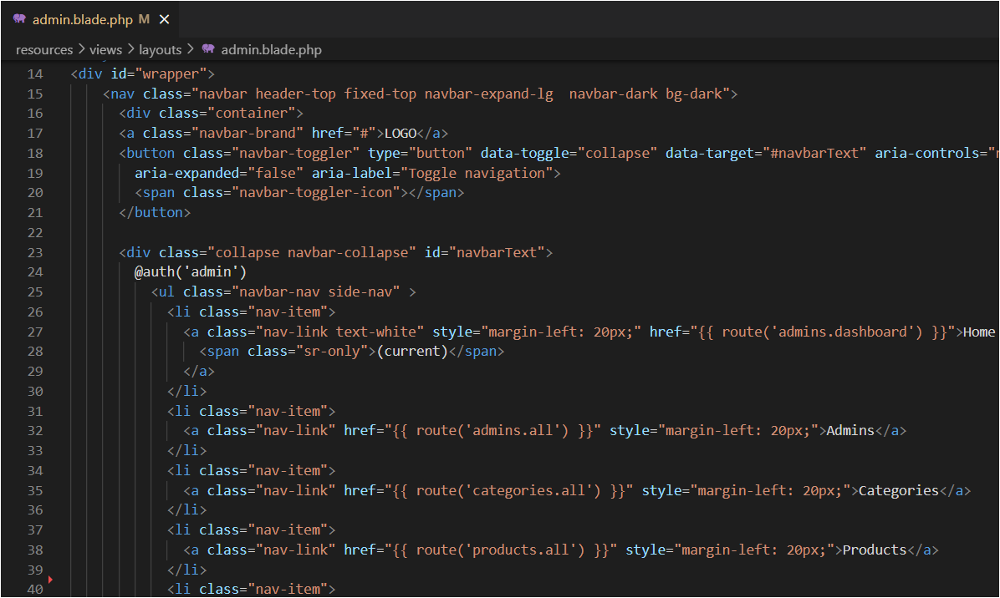 admin.blade.php M
resources > views > layouts > admin.blade.php
14 <div id="wrapper">
15 <nav class="navbar header-top fixed-top navbar-expand-lg  navbar-dark bg-dark">
16 <div class="container">
17 <a class="navbar-brand" href="#">LOGO</a>
18 <button class="navbar-toggler" type="button" data-toggle="collapse" data-target="#navbarText" aria-controls="
19 aria-expanded="false" aria-label="Toggle navigation">
20 <span class="navbar-toggler-icon"></span>
21 </button>
22
23 <div class="collapse navbar-collapse" id="navbarText">
24 @auth('admin')
25 <ul class="navbar-nav side-nav" >
26 <li class="nav-item">
27 <a class="nav-link text-white" style="margin-left: 20px;" href="{{ route('admins.dashboard') }}">Home
28 <span class="sr-only">(current)</span>
29 </a>
30 </li>
31 <li class="nav-item">
32 <a class="nav-link" href="{{ route('admins.all') }}" style="margin-left: 20px;">Admins</a>
33 </li>
34 <li class="nav-item">
35 <a class="nav-link" href="{{ route('categories.all') }}" style="margin-left: 20px;">Categories</a>
36 </li>
37 <li class="nav-item">
38 <a class="nav-link" href="{{ route('products.all') }}" style="margin-left: 20px;">Products</a>
39 </li>
40 <li class="nav-item">